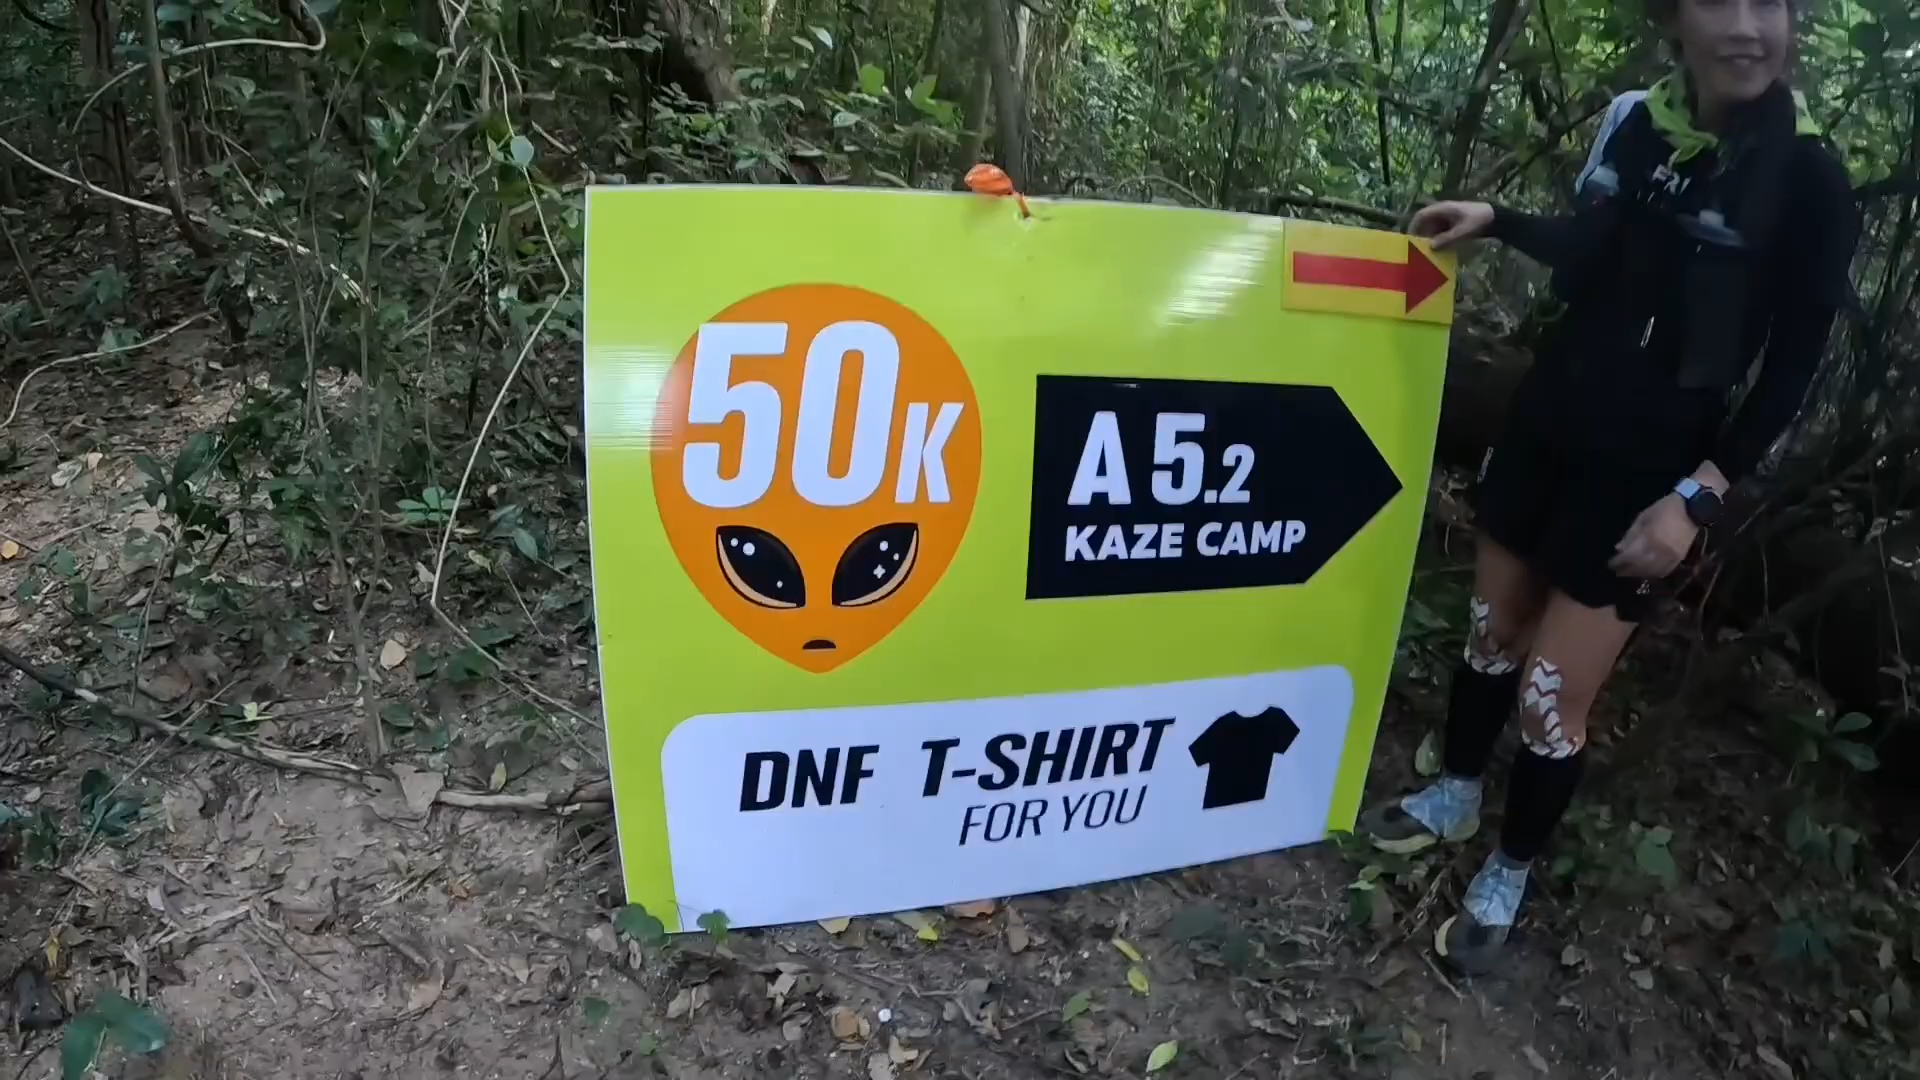 50K
A 5.2
KAZE CAMP
DNF T-SHIRT
FOR YOU